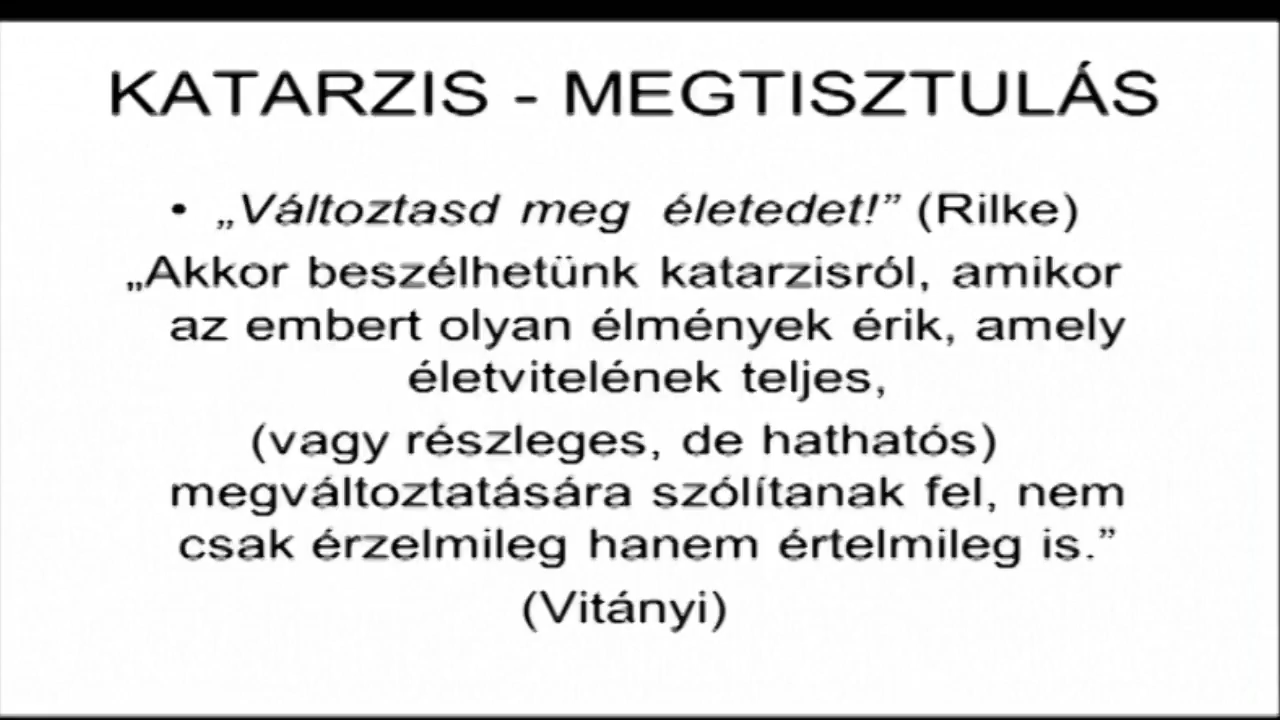 KATARZIS - MEGTISZTULÁS
• „Változtasd meg életedet!” (Rilke)
„Akkor beszélhetünk katarzisról, amikor
az embert olyan élmények érik, amely
életvitelének teljes,
(vagy részleges, de hathatós)
megváltoztatására szólítanak fel, nem
csak érzelmileg hanem értelmileg is.”
(Vitányi)